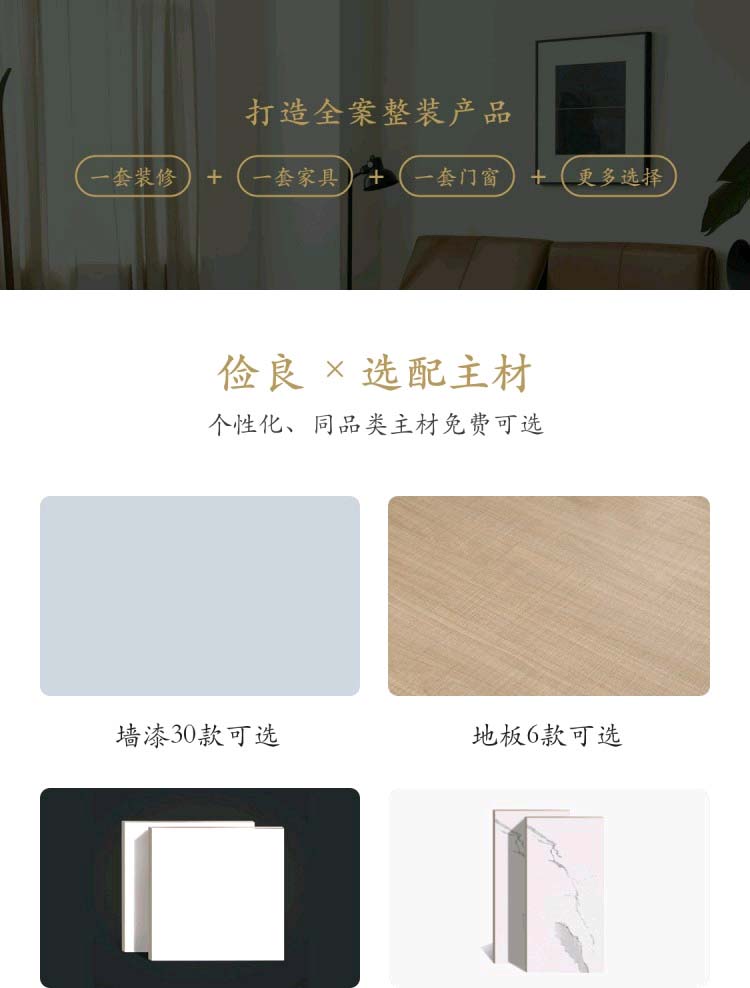 打造全案整装产品
一套装修 + 一套家具 + 一套门窗 + 更多选择
俭良 × 选配主材
个性化、同品类主材免费可选
墙漆30款可选
地板6款可选